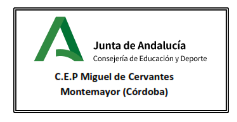 Junta de Andalucía
Consejería de Educación y Deporte
C.E.P Miguel de Cervantes
Montemayor (Córdoba)